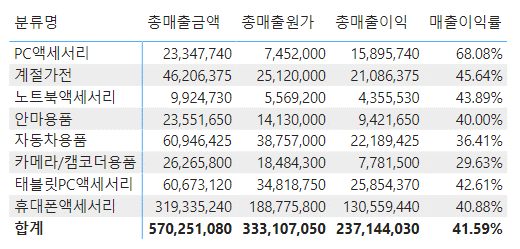 분류명 총매출금액 총매출원가 총매출이익 매출이익률
PC액세서리 23,347,740 7,452,000 15,895,740 68.08%
계절가전 46,206,375 25,120,000 21,086,375 45.64%
노트북액세서리 9,924,730 5,569,200 4,355,530 43.89%
안마용품 23,551,650 14,130,000 9,421,650 40.00%
자동차용품 60,946,425 38,757,000 22,189,425 36.41%
카메라/캠코더용품 26,265,800 18,484,300 7,781,500 29.63%
태블릿PC액세서리 60,673,120 34,818,750 25,854,370 42.61%
휴대폰액세서리 319,335,240 188,775,800 130,559,440 40.88%
합계 570,251,080 333,107,050 237,144,030 41.59%